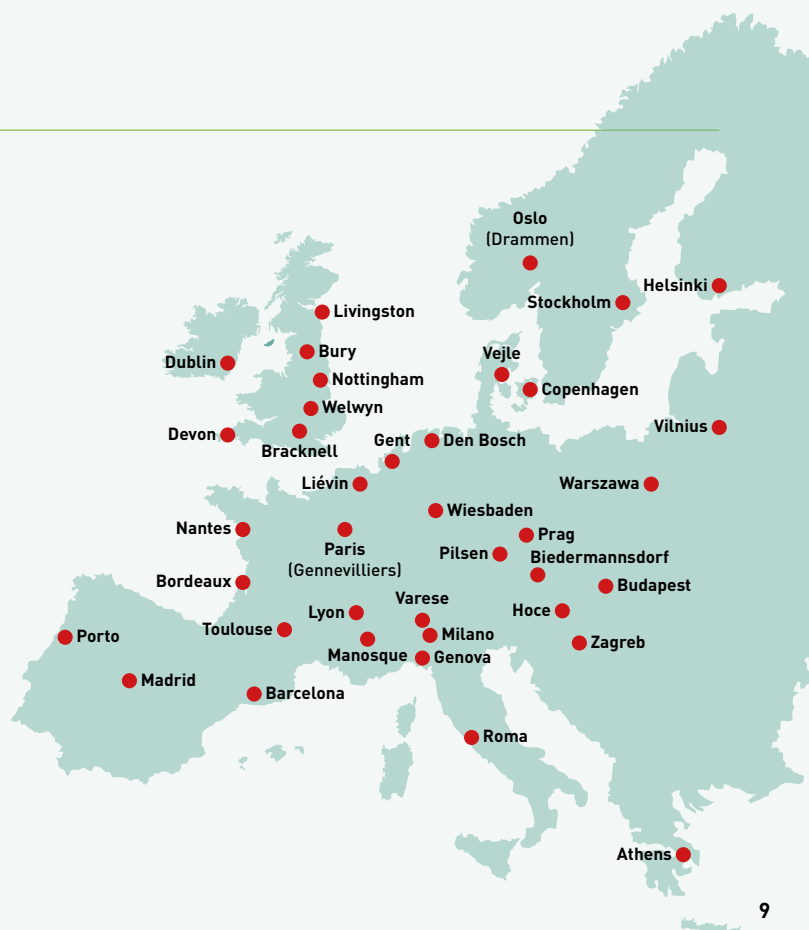 Oslo
(Drammen)
Helsinki
Stockholm
Livingston
Bury
Vejle
Dublin
Nottingham
Copenhagen
Welwyn
Vilnius
Devon
Gent
Den Bosch
Bracknell
Liévin
Warszawa
Wiesbaden
Nantes
Prag
Paris
(Gennevilliers)
Pilsen
Biedermannsdorf
Bordeaux
Budapest
Varese
Lyon
Hoce
Toulouse
Milano
Porto
Zagreb
Manosque
Genova
Madrid
Barcelona
Roma
Athens
9